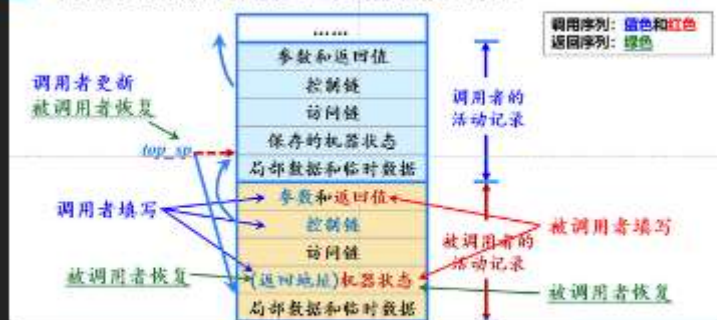 调用序列：蓝色和红色
返回序列：绿色
……
参数和返回值
控制链
访问链
保存的机器状态
局部数据和临时数据
参数和返回值
控制链
访问链
(返回地址)机器状态
局部数据和临时数据
调用者更新
被调用者恢复
top_sp
调用者填写
被调用者恢复
调用者的
活动记录
被调用者的
活动记录
被调用者填写
被调用者恢复